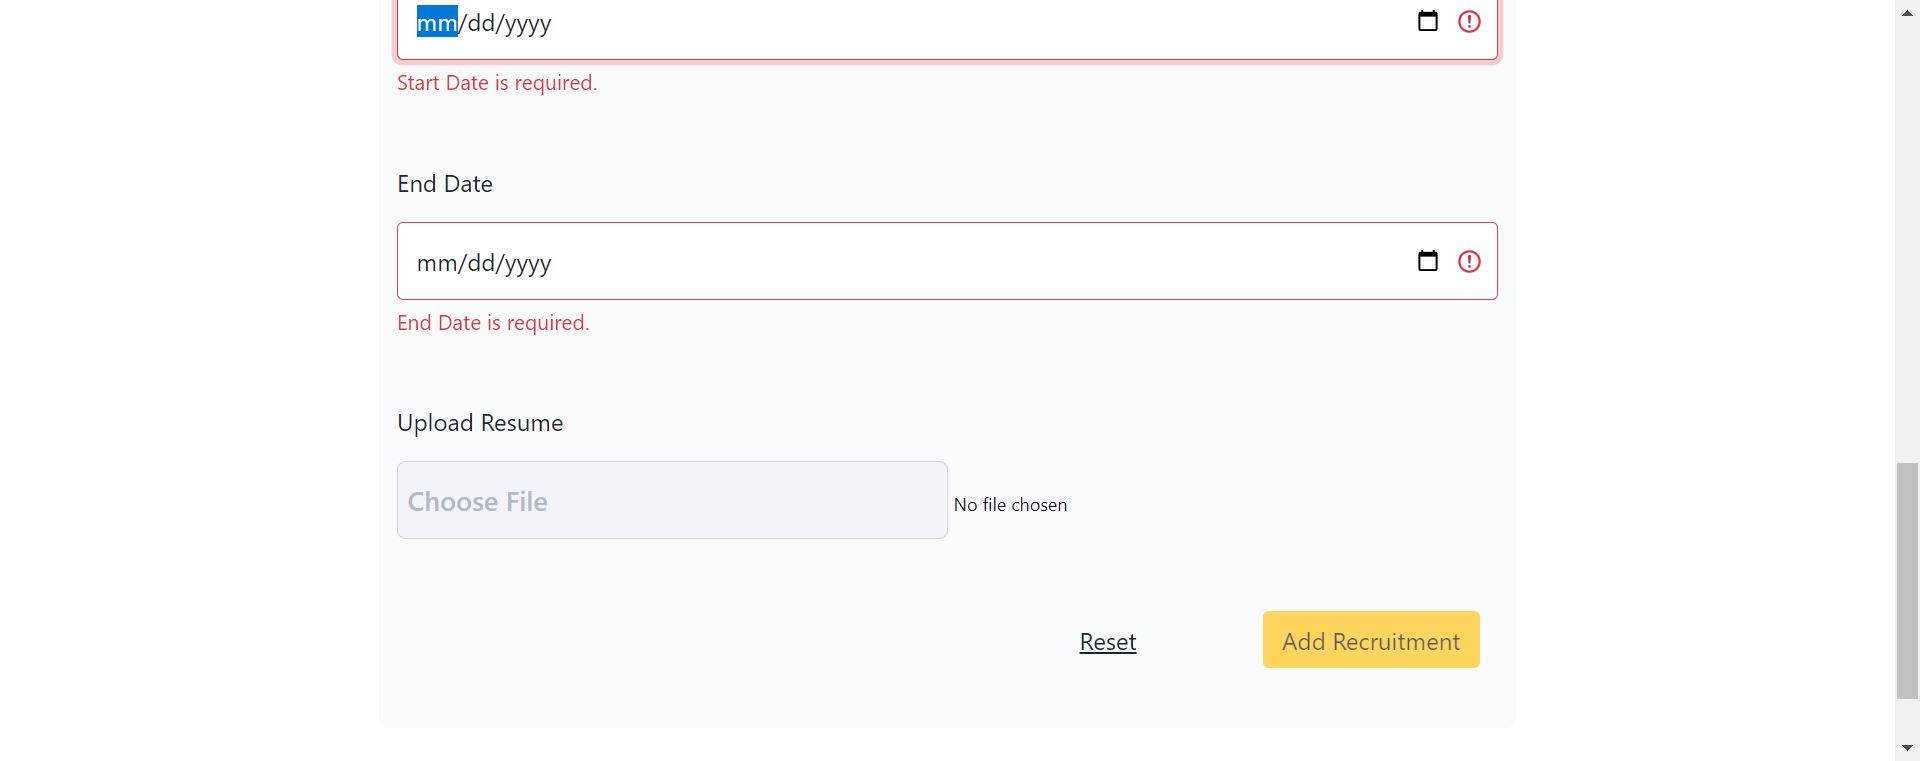 mm/dd/yyyy
Start Date is required.
End Date
mm/dd/yyyy
End Date is required.
Upload Resume
Choose File No file chosen
Reset Add Recruitment